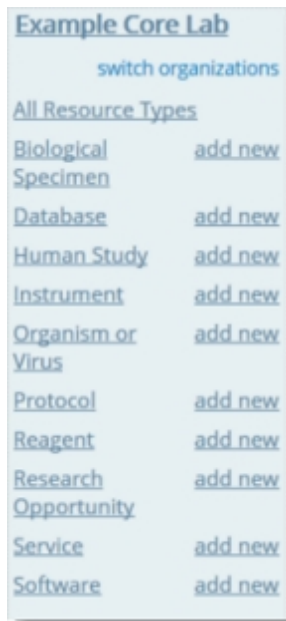 Example Core Lab
switch organizations
All Resource Types
Biological add new
Specimen
Database add new
Human Study add new
Instrument add new
Organism or add new
Virus
Protocol add new
Reagent add new
Research add new
Opportunity
Service add new
Software add new